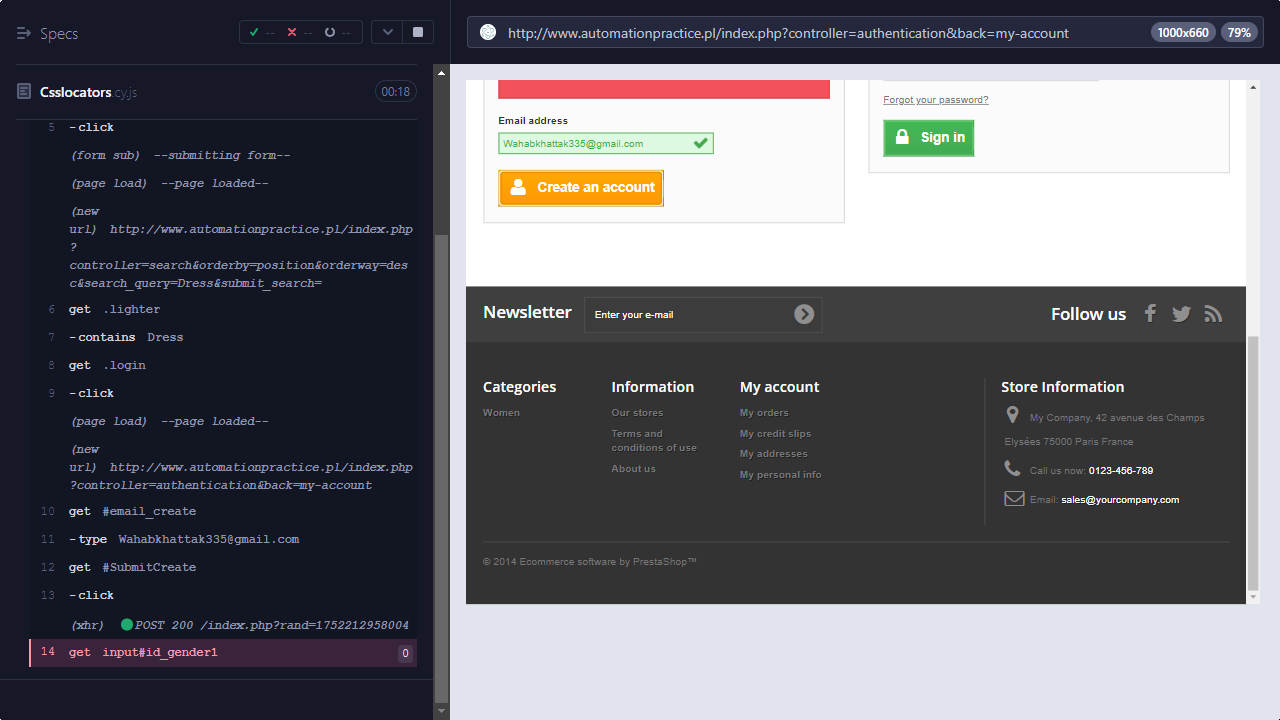 Specs
--
--
--
http://www.automationpractice.pl/index.php?controller=authentication&back=my-account
1000x660
79%
Csslocators.cy.js
00:18
5 -click
(form sub) --submitting form--
(page load) --page loaded--
(new
url) http://www.automationpractice.pl/index.php
?
controller=search&orderby=position&orderway=des
c&search_query=Dress&submit_search=
6 get .lighter
7 -contains Dress
8 get .login
9 -click
(page load) --page loaded--
(new
url) http://www.automationpractice.pl/index.php
?controller=authentication&back=my-account
10 get #email_create
11 -type Wahabkhattak335@gmail.com
12 get #SubmitCreate
13 -click
(xhr) POST 200 /index.php?rand=1752212958004
14 get input#id_gender1 0
Email address
Wahabkhattak335@gmail.com
Create an account
Forgot your password?
Sign in
Newsletter
Enter your e-mail
Follow us
Categories
Women
Information
Our stores
Terms and
conditions of use
About us
My account
My orders
My credit slips
My addresses
My personal info
Store Information
My Company, 42 avenue des Champs
Elysées 75000 Paris France
Call us now: 0123-456-789
Email: sales@yourcompany.com
© 2014 Ecommerce software by PrestaShop™